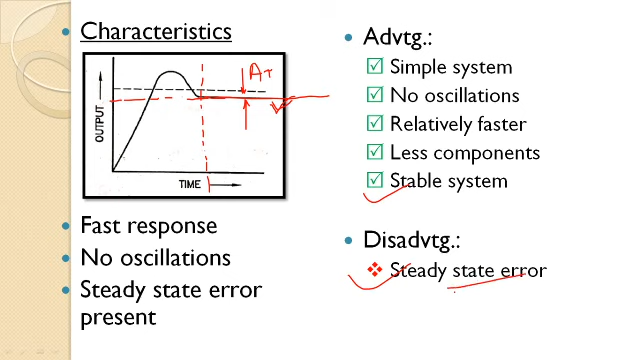 Characteristics
OUTPUT
TIME
Fast response
No oscillations
Steady state error
present
Advtg.:
Simple system
No oscillations
Relatively faster
Less components
Stable system
Disadvtg.:
Steady state error